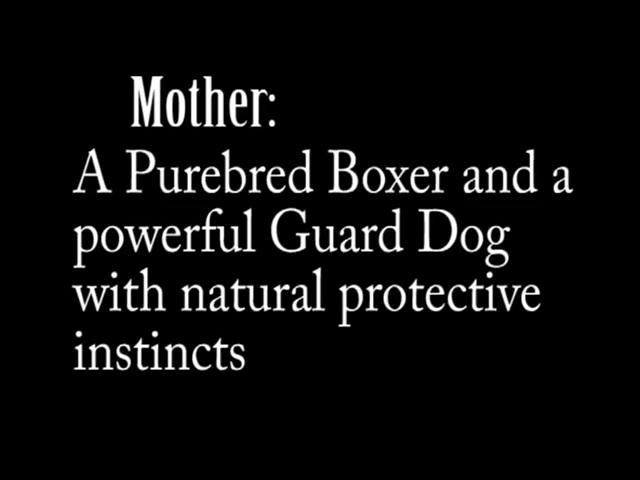 Mother:
A Purebred Boxer and a
powerful Guard Dog
with natural protective
instincts